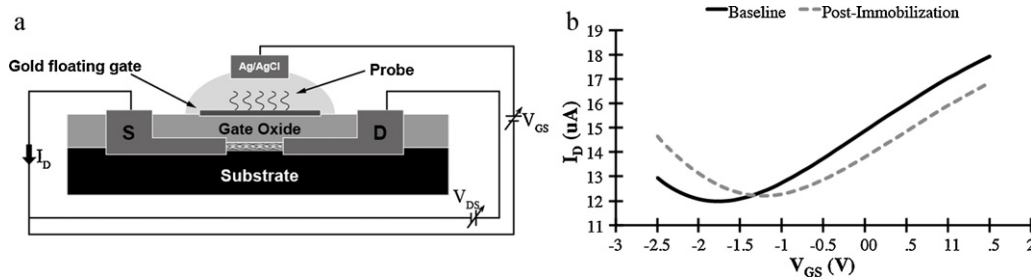 a
Ag/AgCl
Gold floating gate
Probe
S
Gate Oxide
D
V_GS
I_D
Substrate
V_DS
b
Baseline
Post-Immobilization
I_D (uA)
19
18
17
16
15
14
13
12
11
-3 -2.5 -2 -1.5 -1 -0.5 00 .5 11 .5 2
V_GS (V)